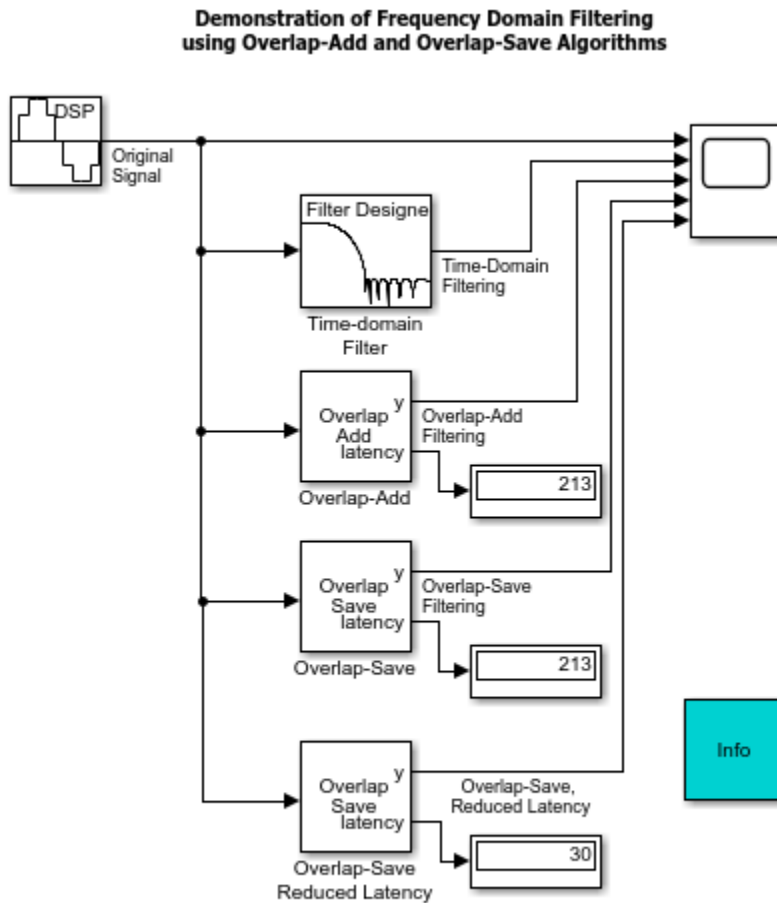 Demonstration of Frequency Domain Filtering
using Overlap-Add and Overlap-Save Algorithms
DSP
Original
Signal
Filter Designe
Time-Domain
Filtering
Time-domain
Filter
y
Overlap
Add
latency
Overlap-Add
Filtering
213
Overlap-Add
y
Overlap
Save
latency
Overlap-Save
Filtering
213
Overlap-Save
Info
y
Overlap
Save
latency
Overlap-Save,
Reduced Latency
30
Overlap-Save
Reduced Latency